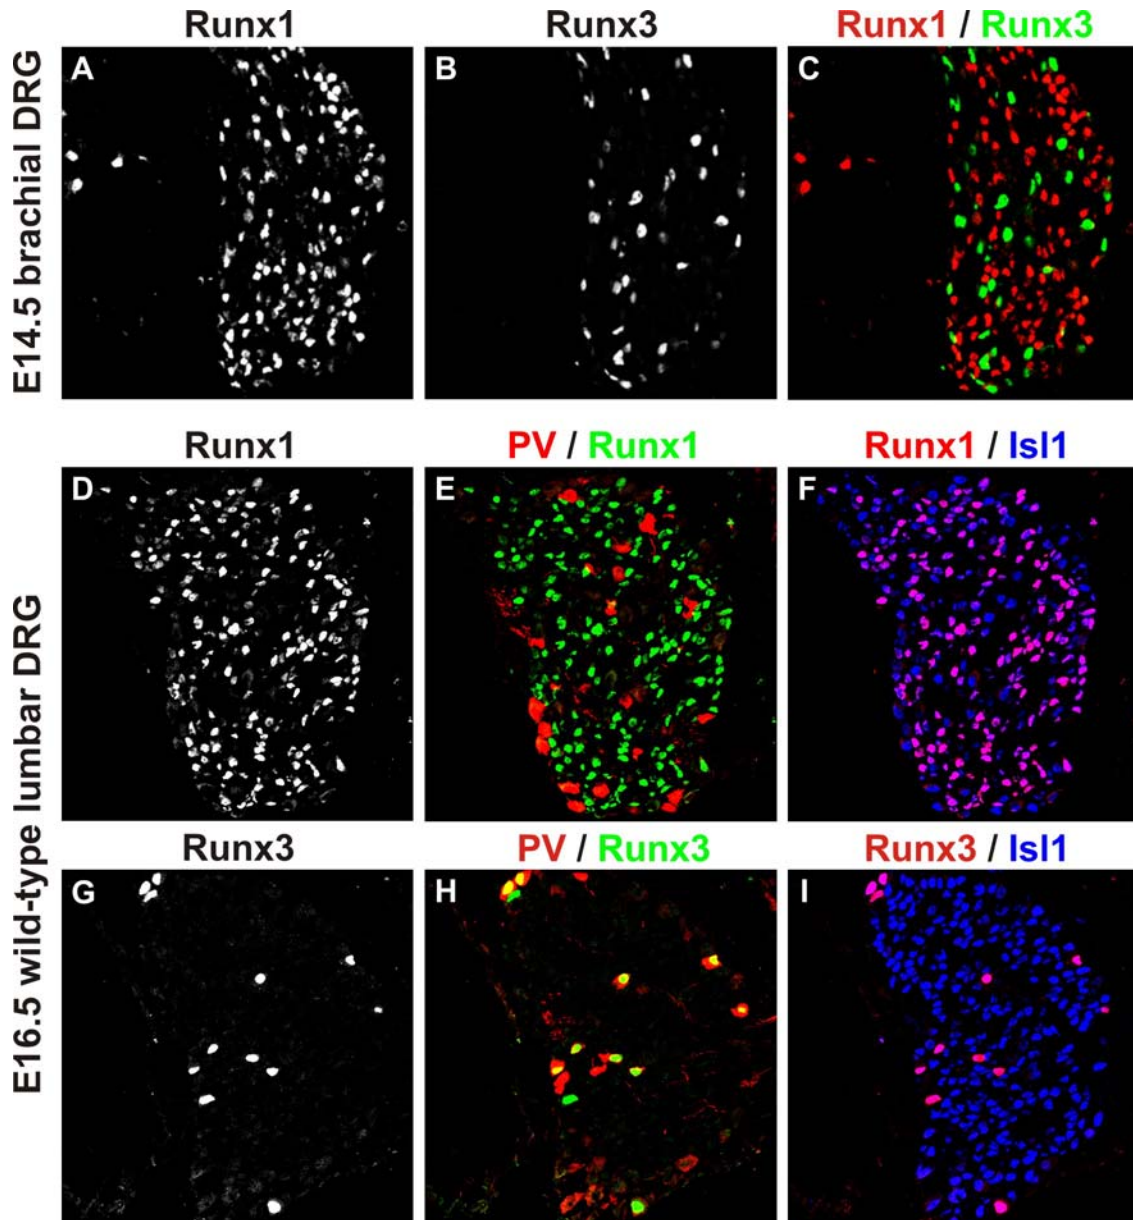 Runx1
Runx3
Runx1 / Runx3
E14.5 brachial DRG
A
B
C
Runx1
PV / Runx1
Runx1 / Isl1
E16.5 wild-type lumbar DRG
D
E
F
Runx3
PV / Runx3
Runx3 / Isl1
G
H
I